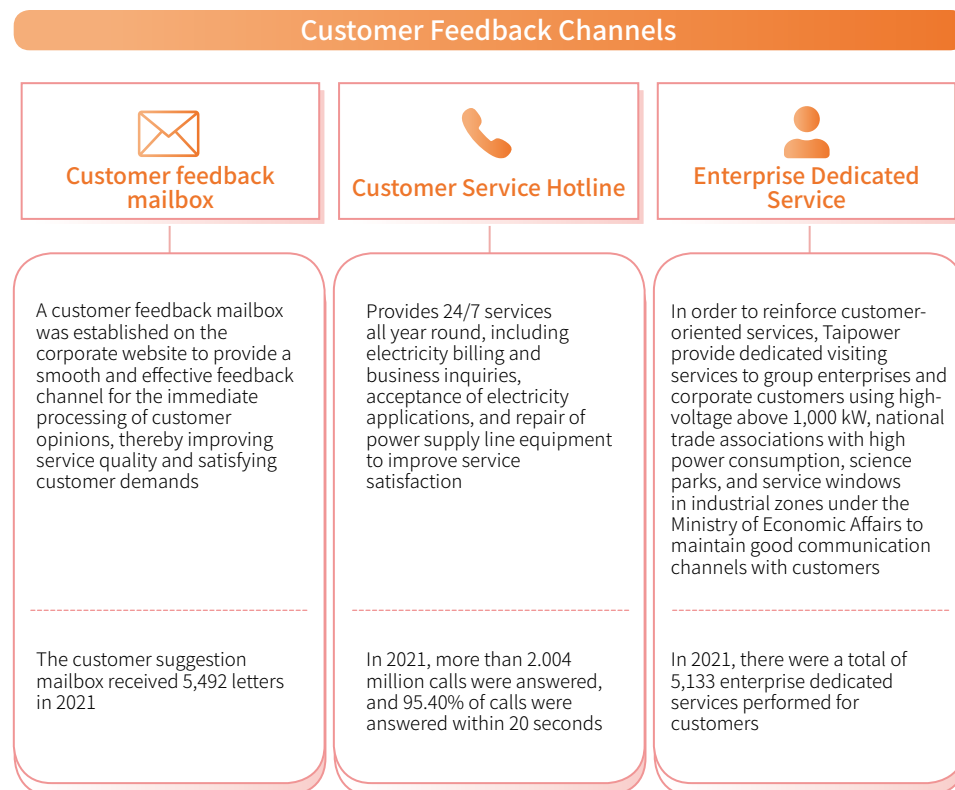 Customer Feedback Channels
Customer feedback
mailbox
A customer feedback mailbox
was established on the
corporate website to provide a
smooth and effective feedback
channel for the immediate
processing of customer
opinions, thereby improving
service quality and satisfying
customer demands
The customer suggestion
mailbox received 5,492 letters
in 2021
Customer Service Hotline
Provides 24/7 services
all year round, including
electricity billing and
business inquiries,
acceptance of electricity
applications, and repair of
power supply line equipment
to improve service
satisfaction
In 2021, more than 2.004
million calls were answered,
and 95.40% of calls were
answered within 20 seconds
Enterprise Dedicated
Service
In order to reinforce customer-
oriented services, Taipower
provide dedicated visiting
services to group enterprises and
corporate customers using high-
voltage above 1,000 kW, national
trade associations with high
power consumption, science
parks, and service windows
in industrial zones under the
Ministry of Economic Affairs to
maintain good communication
channels with customers
In 2021, there were a total of
5,133 enterprise dedicated
services performed for
customers